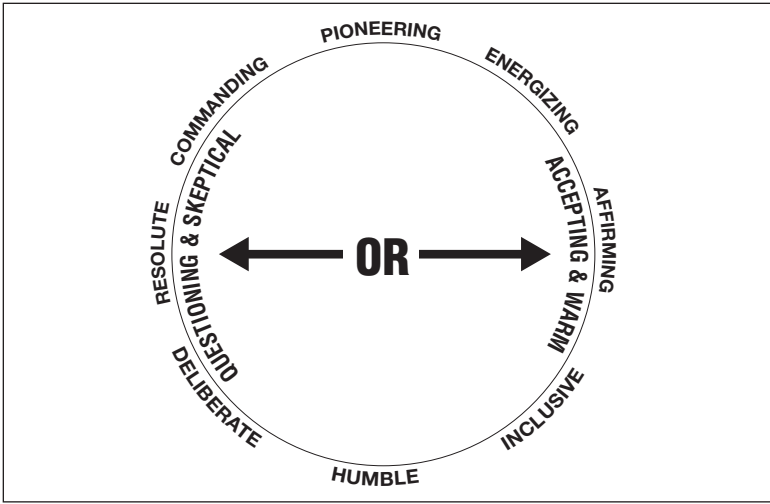 PIONEERING
ENERGIZING
AFFIRMING
INCLUSIVE
HUMBLE
DELIBERATE
RESOLUTE
COMMANDING
QUESTIONING & SKEPTICAL
OR
ACCEPTING & WARM